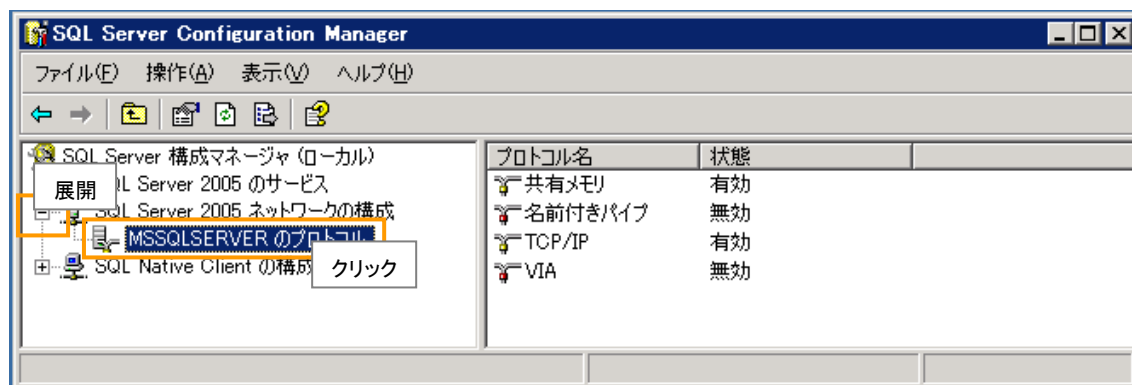 SQL Server Configuration Manager
ファイル(F) 操作(A) 表示(V) ヘルプ(H)
SQL Server 構成マネージャ (ローカル)
展開
QL Server 2005 のサービス
SQL Server 2005 ネットワークの構成
MSSQLSERVER のプロトコル
クリック
SQL Native Client の構成
プロトコル名 状態
共有メモリ 有効
名前付きパイプ 無効
TCP/IP 有効
VIA 無効